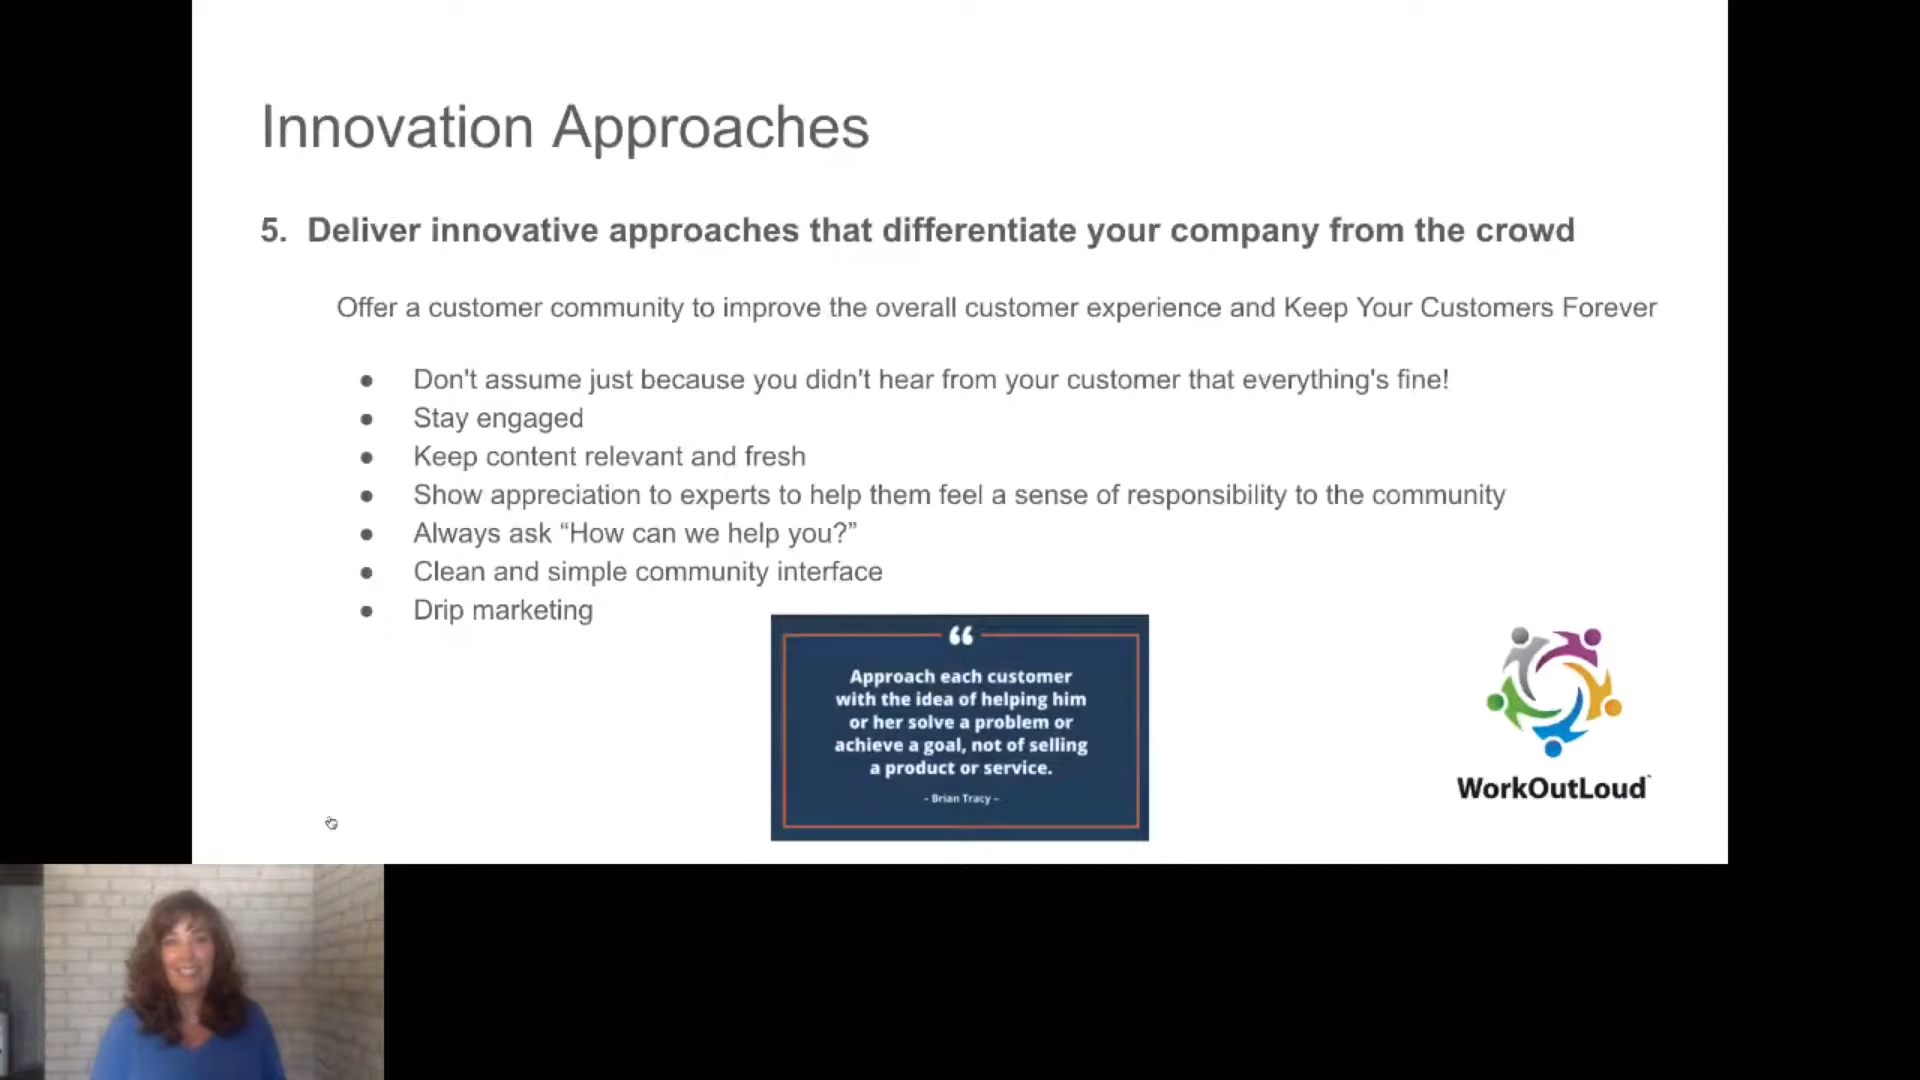 Innovation Approaches
5. Deliver innovative approaches that differentiate your company from the crowd
Offer a customer community to improve the overall customer experience and Keep Your Customers Forever
● Don't assume just because you didn't hear from your customer that everything's fine!
● Stay engaged
● Keep content relevant and fresh
● Show appreciation to experts to help them feel a sense of responsibility to the community
● Always ask “How can we help you?”
● Clean and simple community interface
● Drip marketing
“
Approach each customer
with the idea of helping him
or her solve a problem or
achieve a goal, not of selling
a product or service.
– Brian Tracy –
WorkOutLoud